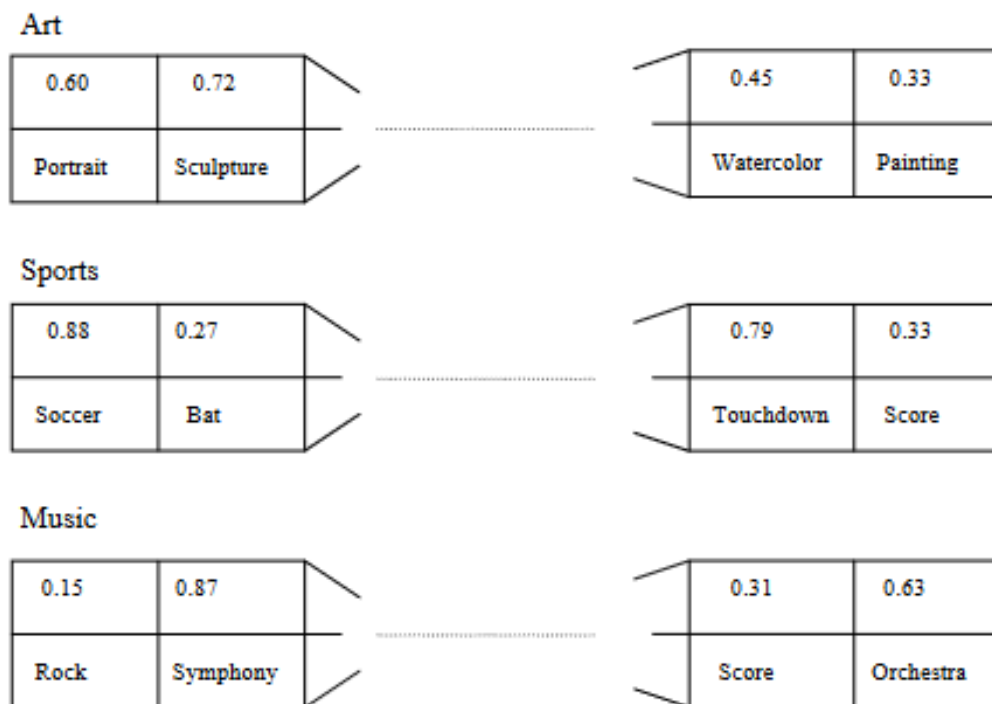 Art
0.60 0.72 0.45 0.33
Portrait Sculpture Watercolor Painting
Sports
0.88 0.27 0.79 0.33
Soccer Bat Touchdown Score
Music
0.15 0.87 0.31 0.63
Rock Symphony Score Orchestra